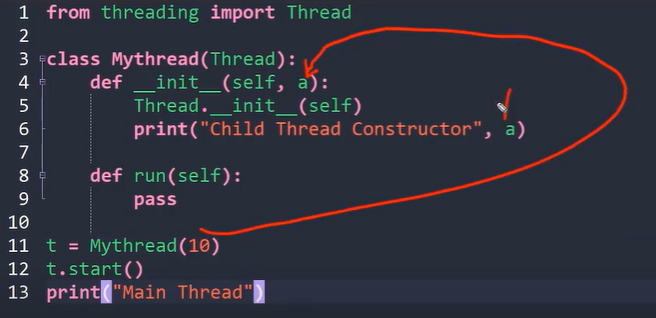 1 from threading import Thread
2
3 class Mythread(Thread):
4     def __init__(self, a):
5         Thread.__init__(self)
6         print("Child Thread Constructor", a)
7
8     def run(self):
9         pass
10
11 t = Mythread(10)
12 t.start()
13 print("Main Thread")